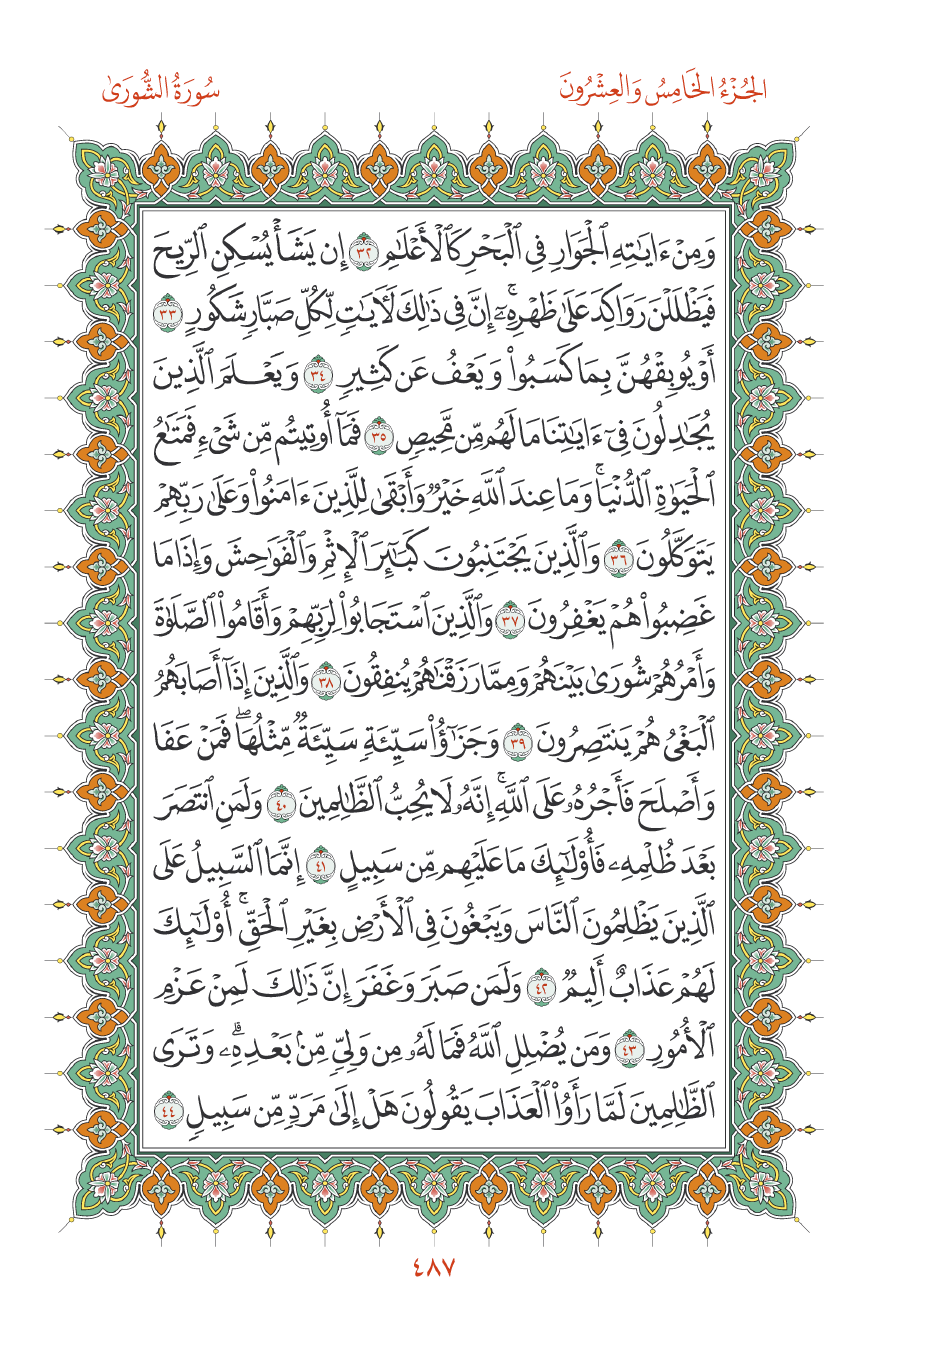 الجُزْءُ الخَامِسُ وَالعِشْرُونَ
سُورَةُ الشُّورَىٰ
وَمِنْ ءَايَٰتِهِ ٱلْجَوَارِ فِي ٱلْبَحْرِ كَٱلْأَعْلَٰمِ ٣٢ إِن يَشَأْ يُسْكِنِ ٱلرِّيحَ
فَيَظْلَلْنَ رَوَاكِدَ عَلَىٰ ظَهْرِهِۦٓۚ إِنَّ فِي ذَٰلِكَ لَأٓيَٰتٖ لِّكُلِّ صَبَّارٖ شَكُورٍ ٣٣
أَوْ يُوبِقْهُنَّ بِمَا كَسَبُوا۟ وَيَعْفُ عَن كَثِيرٖ ٣٤ وَيَعْلَمَ ٱلَّذِينَ
يُجَٰدِلُونَ فِيٓ ءَايَٰتِنَا مَا لَهُم مِّن مَّحِيصٖ ٣٥ فَمَآ أُوتِيتُم مِّن شَيْءٖ فَمَتَٰعُ
ٱلْحَيَوٰةِ ٱلدُّنْيَاۚ وَمَا عِندَ ٱللَّهِ خَيْرٞ وَأَبْقَىٰ لِلَّذِينَ ءَامَنُوا۟ وَعَلَىٰ رَبِّهِمْ
يَتَوَكَّلُونَ ٣٦ وَٱلَّذِينَ يَجْتَنِبُونَ كَبَٰٓئِرَ ٱلْإِثْمِ وَٱلْفَوَٰحِشَ وَإِذَا مَا
غَضِبُوا۟ هُمْ يَغْفِرُونَ ٣٧ وَٱلَّذِينَ ٱسْتَجَابُوا۟ لِرَبِّهِمْ وَأَقَامُوا۟ ٱلصَّلَوٰةَ
وَأَمْرُهُمْ شُورَىٰ بَيْنَهُمْ وَمِمَّا رَزَقْنَٰهُمْ يُنفِقُونَ ٣٨ وَٱلَّذِينَ إِذَآ أَصَابَهُمُ
ٱلْبَغْيُ هُمْ يَنتَصِرُونَ ٣٩ وَجَزَٰٓؤُا۟ سَيِّئَةٖ سَيِّئَةٞ مِّثْلُهَاۖ فَمَنْ عَفَا
وَأَصْلَحَ فَأَجْرُهُۥ عَلَى ٱللَّهِۚ إِنَّهُۥ لَا يُحِبُّ ٱلظَّٰلِمِينَ ٤٠ وَلَمَنِ ٱنتَصَرَ
بَعْدَ ظُلْمِهِۦ فَأُو۟لَٰٓئِكَ مَا عَلَيْهِم مِّن سَبِيلٍ ٤١ إِنَّمَا ٱلسَّبِيلُ عَلَى
ٱلَّذِينَ يَظْلِمُونَ ٱلنَّاسَ وَيَبْغُونَ فِي ٱلْأَرْضِ بِغَيْرِ ٱلْحَقِّۚ أُو۟لَٰٓئِكَ
لَهُمْ عَذَابٌ أَلِيمٞ ٤٢ وَلَمَن صَبَرَ وَغَفَرَ إِنَّ ذَٰلِكَ لَمِنْ عَزْمِ
ٱلْأُمُورِ ٤٣ وَمَن يُضْلِلِ ٱللَّهُ فَمَا لَهُۥ مِن وَلِيّٖ مِّنۢ بَعْدِهِۦۗ وَتَرَى
ٱلظَّٰلِمِينَ لَمَّا رَأَوُا۟ ٱلْعَذَابَ يَقُولُونَ هَلْ إِلَىٰ مَرَدّٖ مِّن سَبِيلٖ ٤٤
٤٨٧